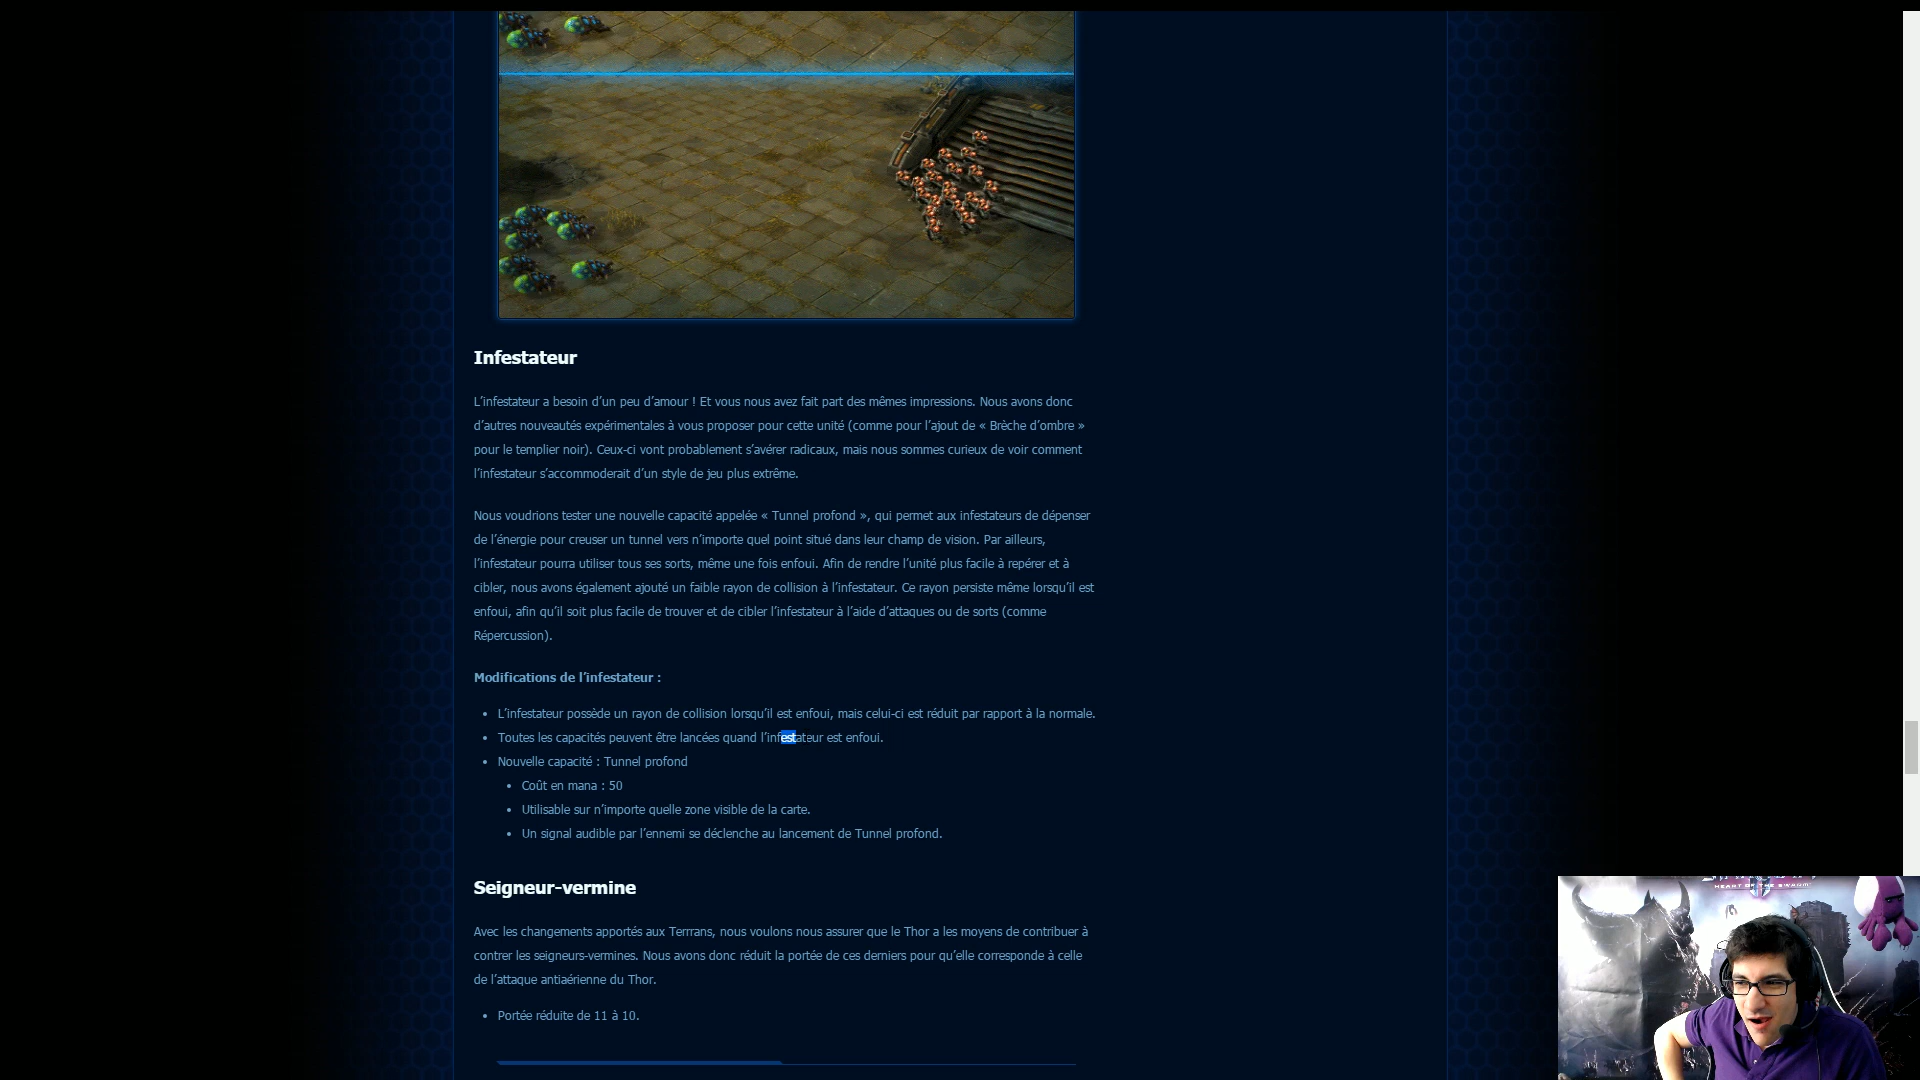 Infestateur
L’infestateur a besoin d’un peu d’amour ! Et vous nous avez fait part des mêmes impressions. Nous avons donc
d’autres nouveautés expérimentales à vous proposer pour cette unité (comme pour l’ajout de « Brèche d’ombre »
pour le templier noir). Ceux-ci vont probablement s’avérer radicaux, mais nous sommes curieux de voir comment
l’infestateur s’accommoderait d’un style de jeu plus extrême.
Nous voudrions tester une nouvelle capacité appelée « Tunnel profond », qui permet aux infestateurs de dépenser
de l’énergie pour creuser un tunnel vers n’importe quel point situé dans leur champ de vision. Par ailleurs,
l’infestateur pourra utiliser tous ses sorts, même une fois enfoui. Afin de rendre l’unité plus facile à repérer et à
cibler, nous avons également ajouté un faible rayon de collision à l’infestateur. Ce rayon persiste même lorsqu’il est
enfoui, afin qu’il soit plus facile de trouver et de cibler l’infestateur à l’aide d’attaques ou de sorts (comme
Répercussion).
Modifications de l’infestateur :
• L’infestateur possède un rayon de collision lorsqu’il est enfoui, mais celui-ci est réduit par rapport à la normale.
• Toutes les capacités peuvent être lancées quand l’infestateur est enfoui.
• Nouvelle capacité : Tunnel profond
• Coût en mana : 50
• Utilisable sur n’importe quelle zone visible de la carte.
• Un signal audible par l’ennemi se déclenche au lancement de Tunnel profond.
Seigneur-vermine
Avec les changements apportés aux Terrrans, nous voulons nous assurer que le Thor a les moyens de contribuer à
contrer les seigneurs-vermines. Nous avons donc réduit la portée de ces derniers pour qu’elle corresponde à celle
de l’attaque antiaérienne du Thor.
• Portée réduite de 11 à 10.
HEART OF THE SWARM